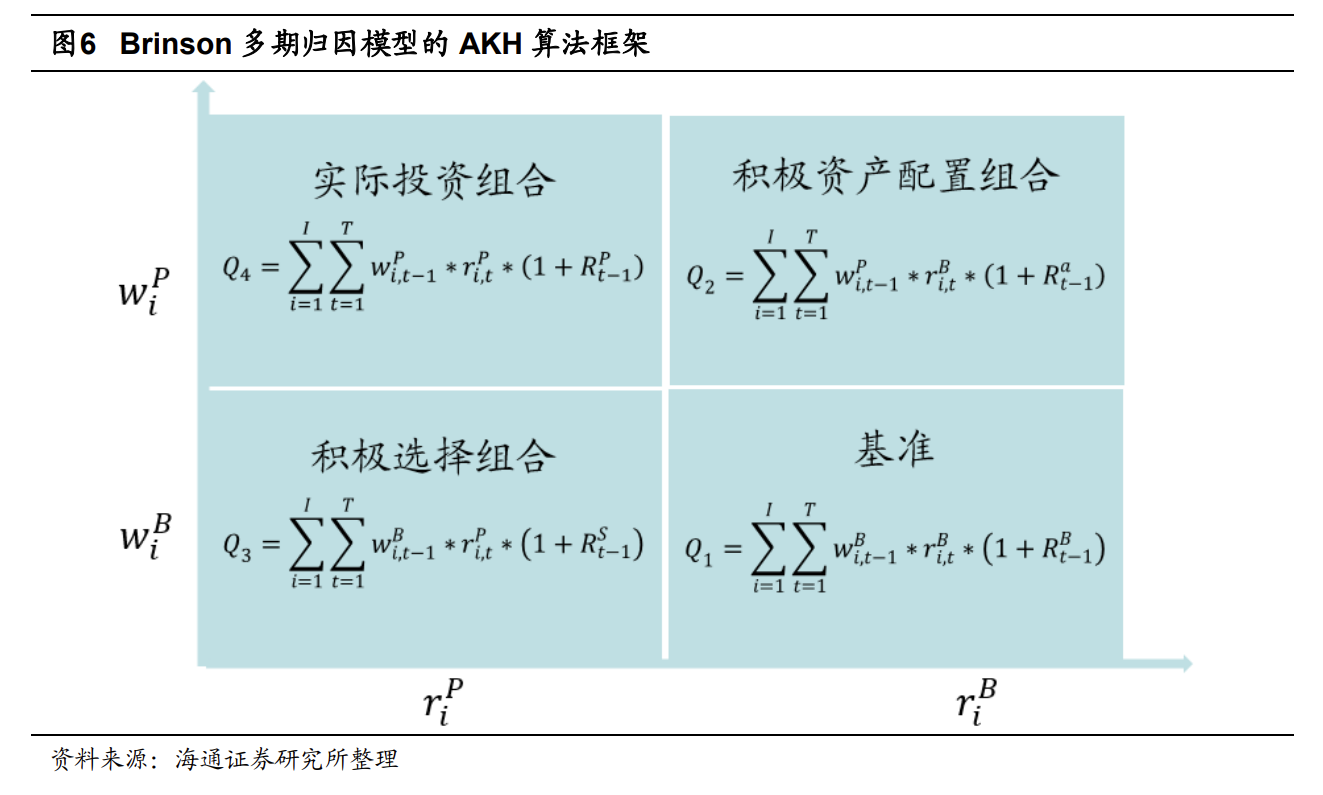 图6 Brinson 多期归因模型的 AKH 算法框架
实际投资组合
$Q_4 = \sum_{i=1}^{I} \sum_{t=1}^{T} w_{i,t-1}^{P} * r_{i,t}^{P} * (1 + R_{t-1}^{P})$
积极资产配置组合
$Q_2 = \sum_{i=1}^{I} \sum_{t=1}^{T} w_{i,t-1}^{P} * r_{i,t}^{B} * (1 + R_{t-1}^{a})$
$w_i^P$
积极选择组合
$Q_3 = \sum_{i=1}^{I} \sum_{t=1}^{T} w_{i,t-1}^{B} * r_{i,t}^{P} * (1 + R_{t-1}^{S})$
基准
$Q_1 = \sum_{i=1}^{I} \sum_{t=1}^{T} w_{i,t-1}^{B} * r_{i,t}^{B} * (1 + R_{t-1}^{B})$
$w_i^B$
$r_i^P$
$r_i^B$
资料来源：海通证券研究所整理